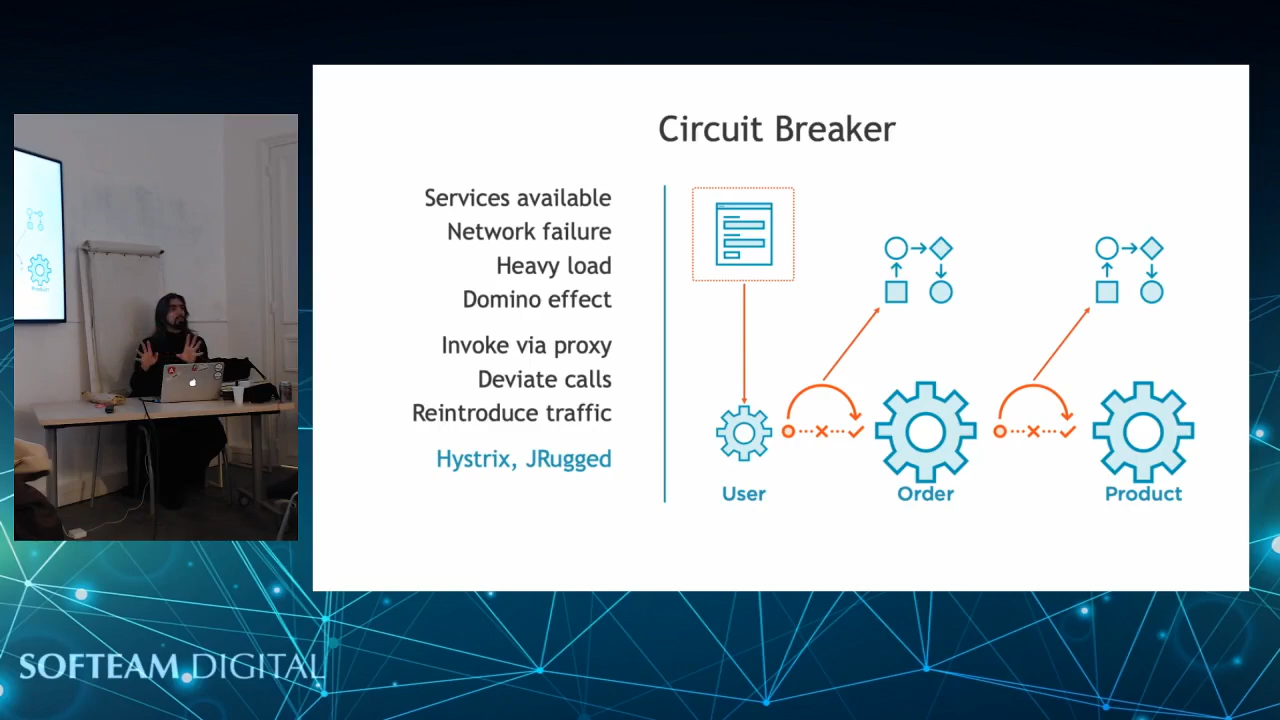 Circuit Breaker
Services available
Network failure
Heavy load
Domino effect
Invoke via proxy
Deviate calls
Reintroduce traffic
Hystrix, JRugged
User
Order
Product
SOFTEAM DIGITAL